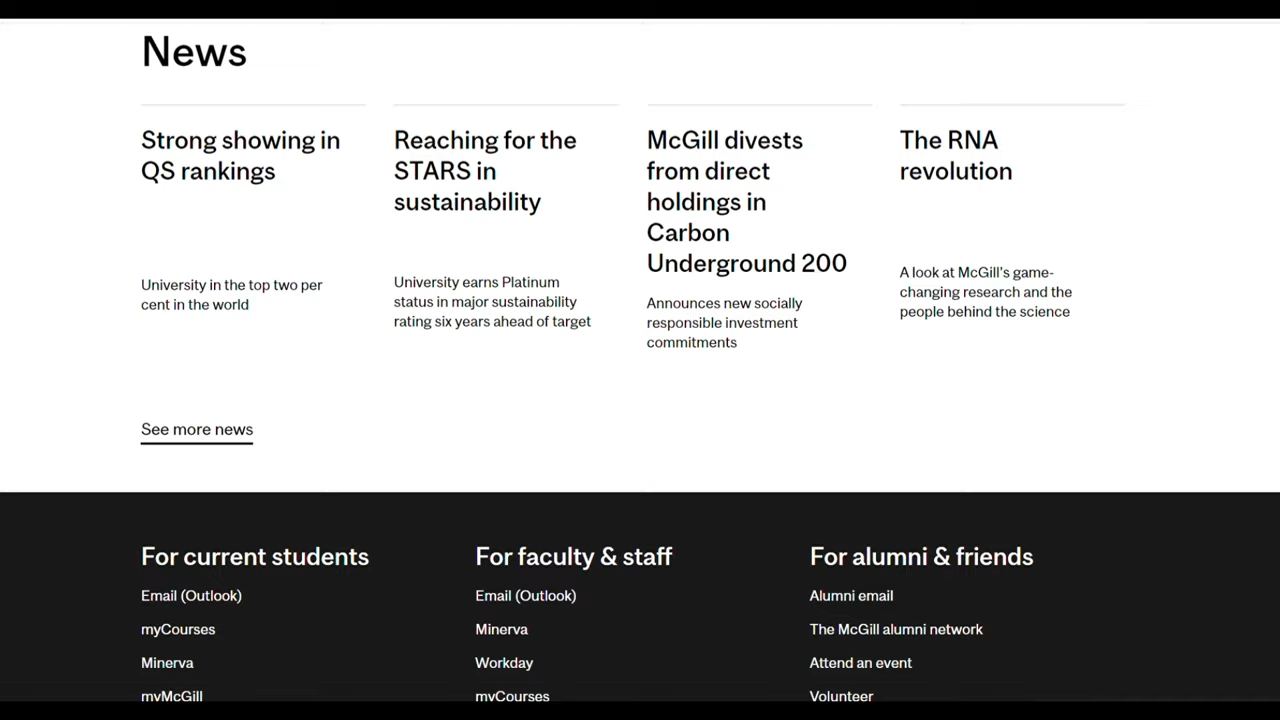 News
Strong showing in
QS rankings
University in the top two per
cent in the world
Reaching for the
STARS in
sustainability
University earns Platinum
status in major sustainability
rating six years ahead of target
McGill divests
from direct
holdings in
Carbon
Underground 200
Announces new socially
responsible investment
commitments
The RNA
revolution
A look at McGill's game-
changing research and the
people behind the science
See more news
For current students
Email (Outlook)
myCourses
Minerva
myMcGill
For faculty & staff
Email (Outlook)
Minerva
Workday
myCourses
For alumni & friends
Alumni email
The McGill alumni network
Attend an event
Volunteer